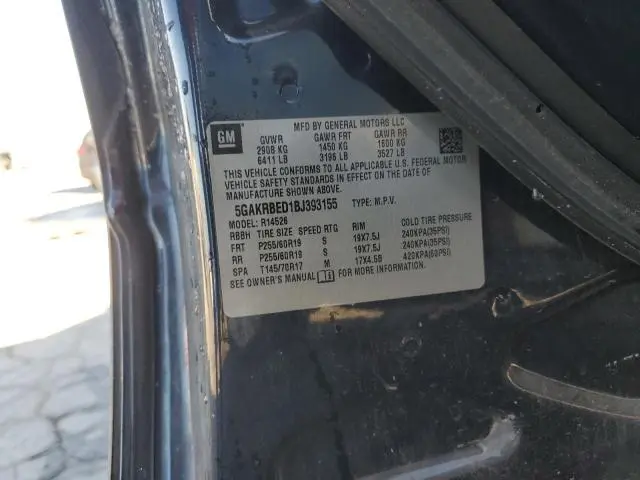 MFD BY GENERAL MOTORS LLC
GM GVWR GAWR FRT GAWR RR
2908 KG 1450 KG 1600 KG
6411 LB 3196 LB 3527 LB
THIS VEHICLE CONFORMS TO ALL APPLICABLE U.S. FEDERAL MOTOR
VEHICLE SAFETY STANDARDS IN EFFECT ON THE DATE OF
MANUFACTURE SHOWN ABOVE.
5GAKRBED1BJ393155 TYPE: M.P.V.
MODEL: R14526
RBBH TIRE SIZE SPEED RTG RIM COLD TIRE PRESSURE
FRT P255/60R19 S 19X7.5J 240KPA(35PSI)
RR P255/60R19 S 19X7.5J 240KPA(35PSI)
SPA T145/70R17 M 17X4.5B 420KPA(60PSI)
SEE OWNER'S MANUAL FOR MORE INFORMATION.